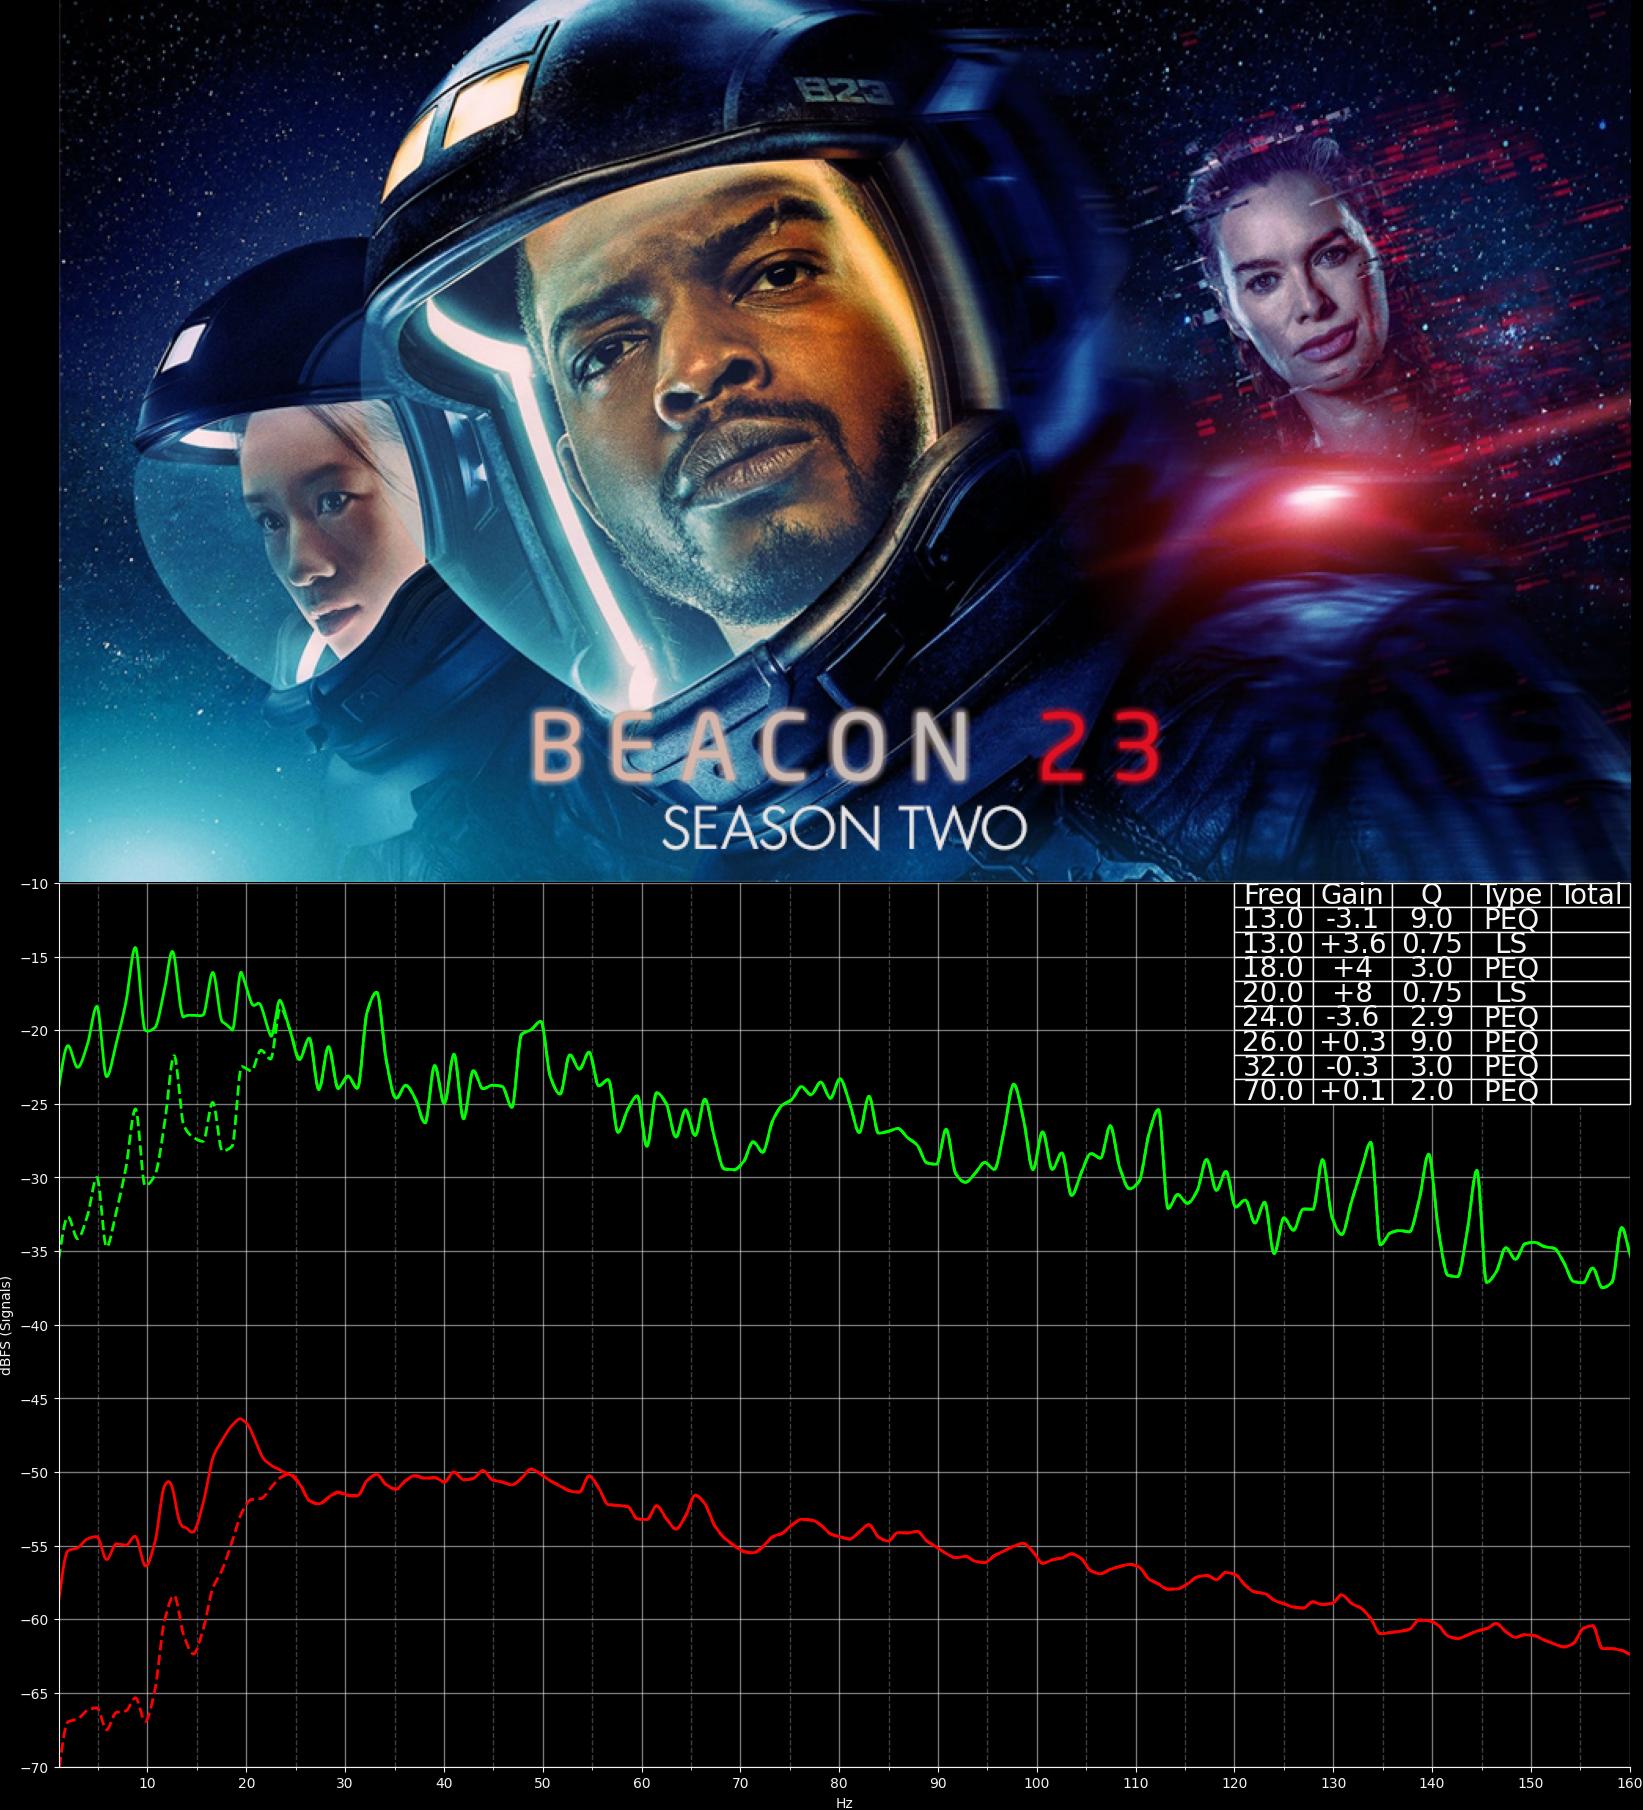 B23
BEACON 23
SEASON TWO
Freq Gain Q Type Total
13.0 -3.1 9.0 PEQ
13.0 +3.6 0.75 LS
18.0 +4 3.0 PEQ
20.0 +8 0.75 LS
24.0 -3.6 2.9 PEQ
26.0 +0.3 9.0 PEQ
32.0 -0.3 3.0 PEQ
70.0 +0.1 2.0 PEQ
−10
−15
−20
−25
−30
−35
−40
−45
−50
−55
−60
−65
−70
dBFS (Signals)
10 20 30 40 50 60 70 80 90 100 110 120 130 140 150 160
Hz